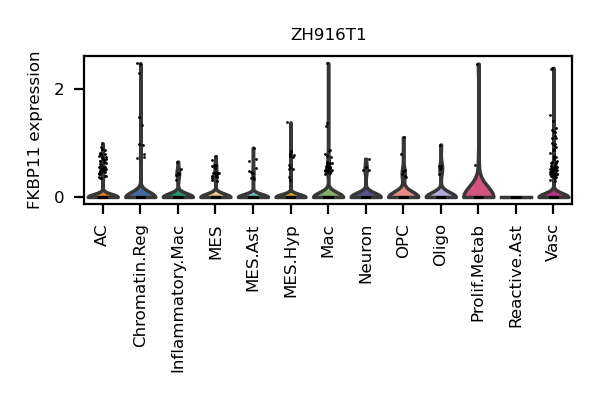 ZH916T1
FKBP11 expression
2
0
AC
Chromatin.Reg
Inflammatory.Mac
MES
MES.Ast
MES.Hyp
Mac
Neuron
OPC
Oligo
Prolif.Metab
Reactive.Ast
Vasc